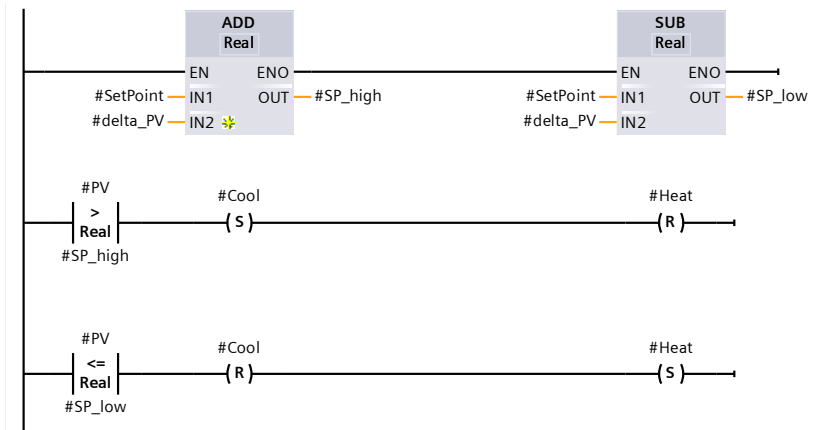 ADD SUB
Real Real
EN ENO EN ENO
#SetPoint IN1 OUT #SP_high #SetPoint IN1 OUT #SP_low
#delta_PV IN2 #delta_PV IN2
#PV #Cool #Heat
> S R
Real
#SP_high
#PV #Cool #Heat
<= R S
Real
#SP_low